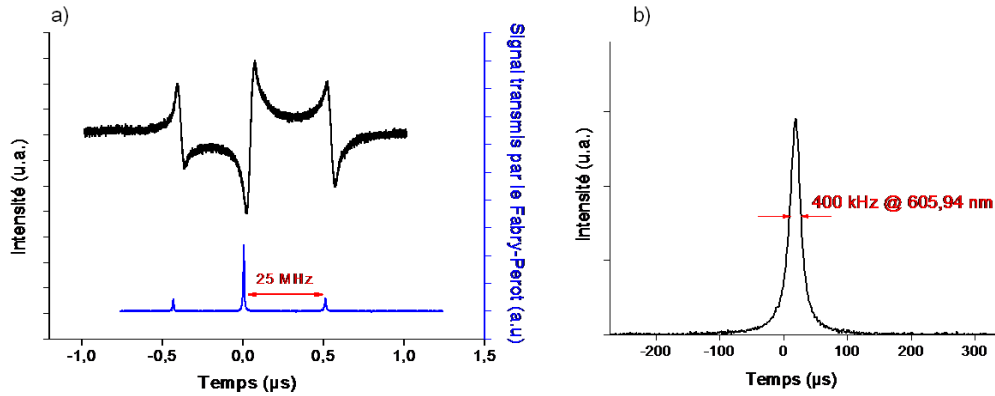 a)
Intensité (u.a.)
25 MHz
-1,0 -0,5 0,0 0,5 1,0 1,5
Temps (µs)
Signal transmis par le Fabry-Perot (a.u)
b)
Intensité (u.a.)
400 kHz @ 605,94 nm
-200 -100 0 100 200 300
Temps (µs)